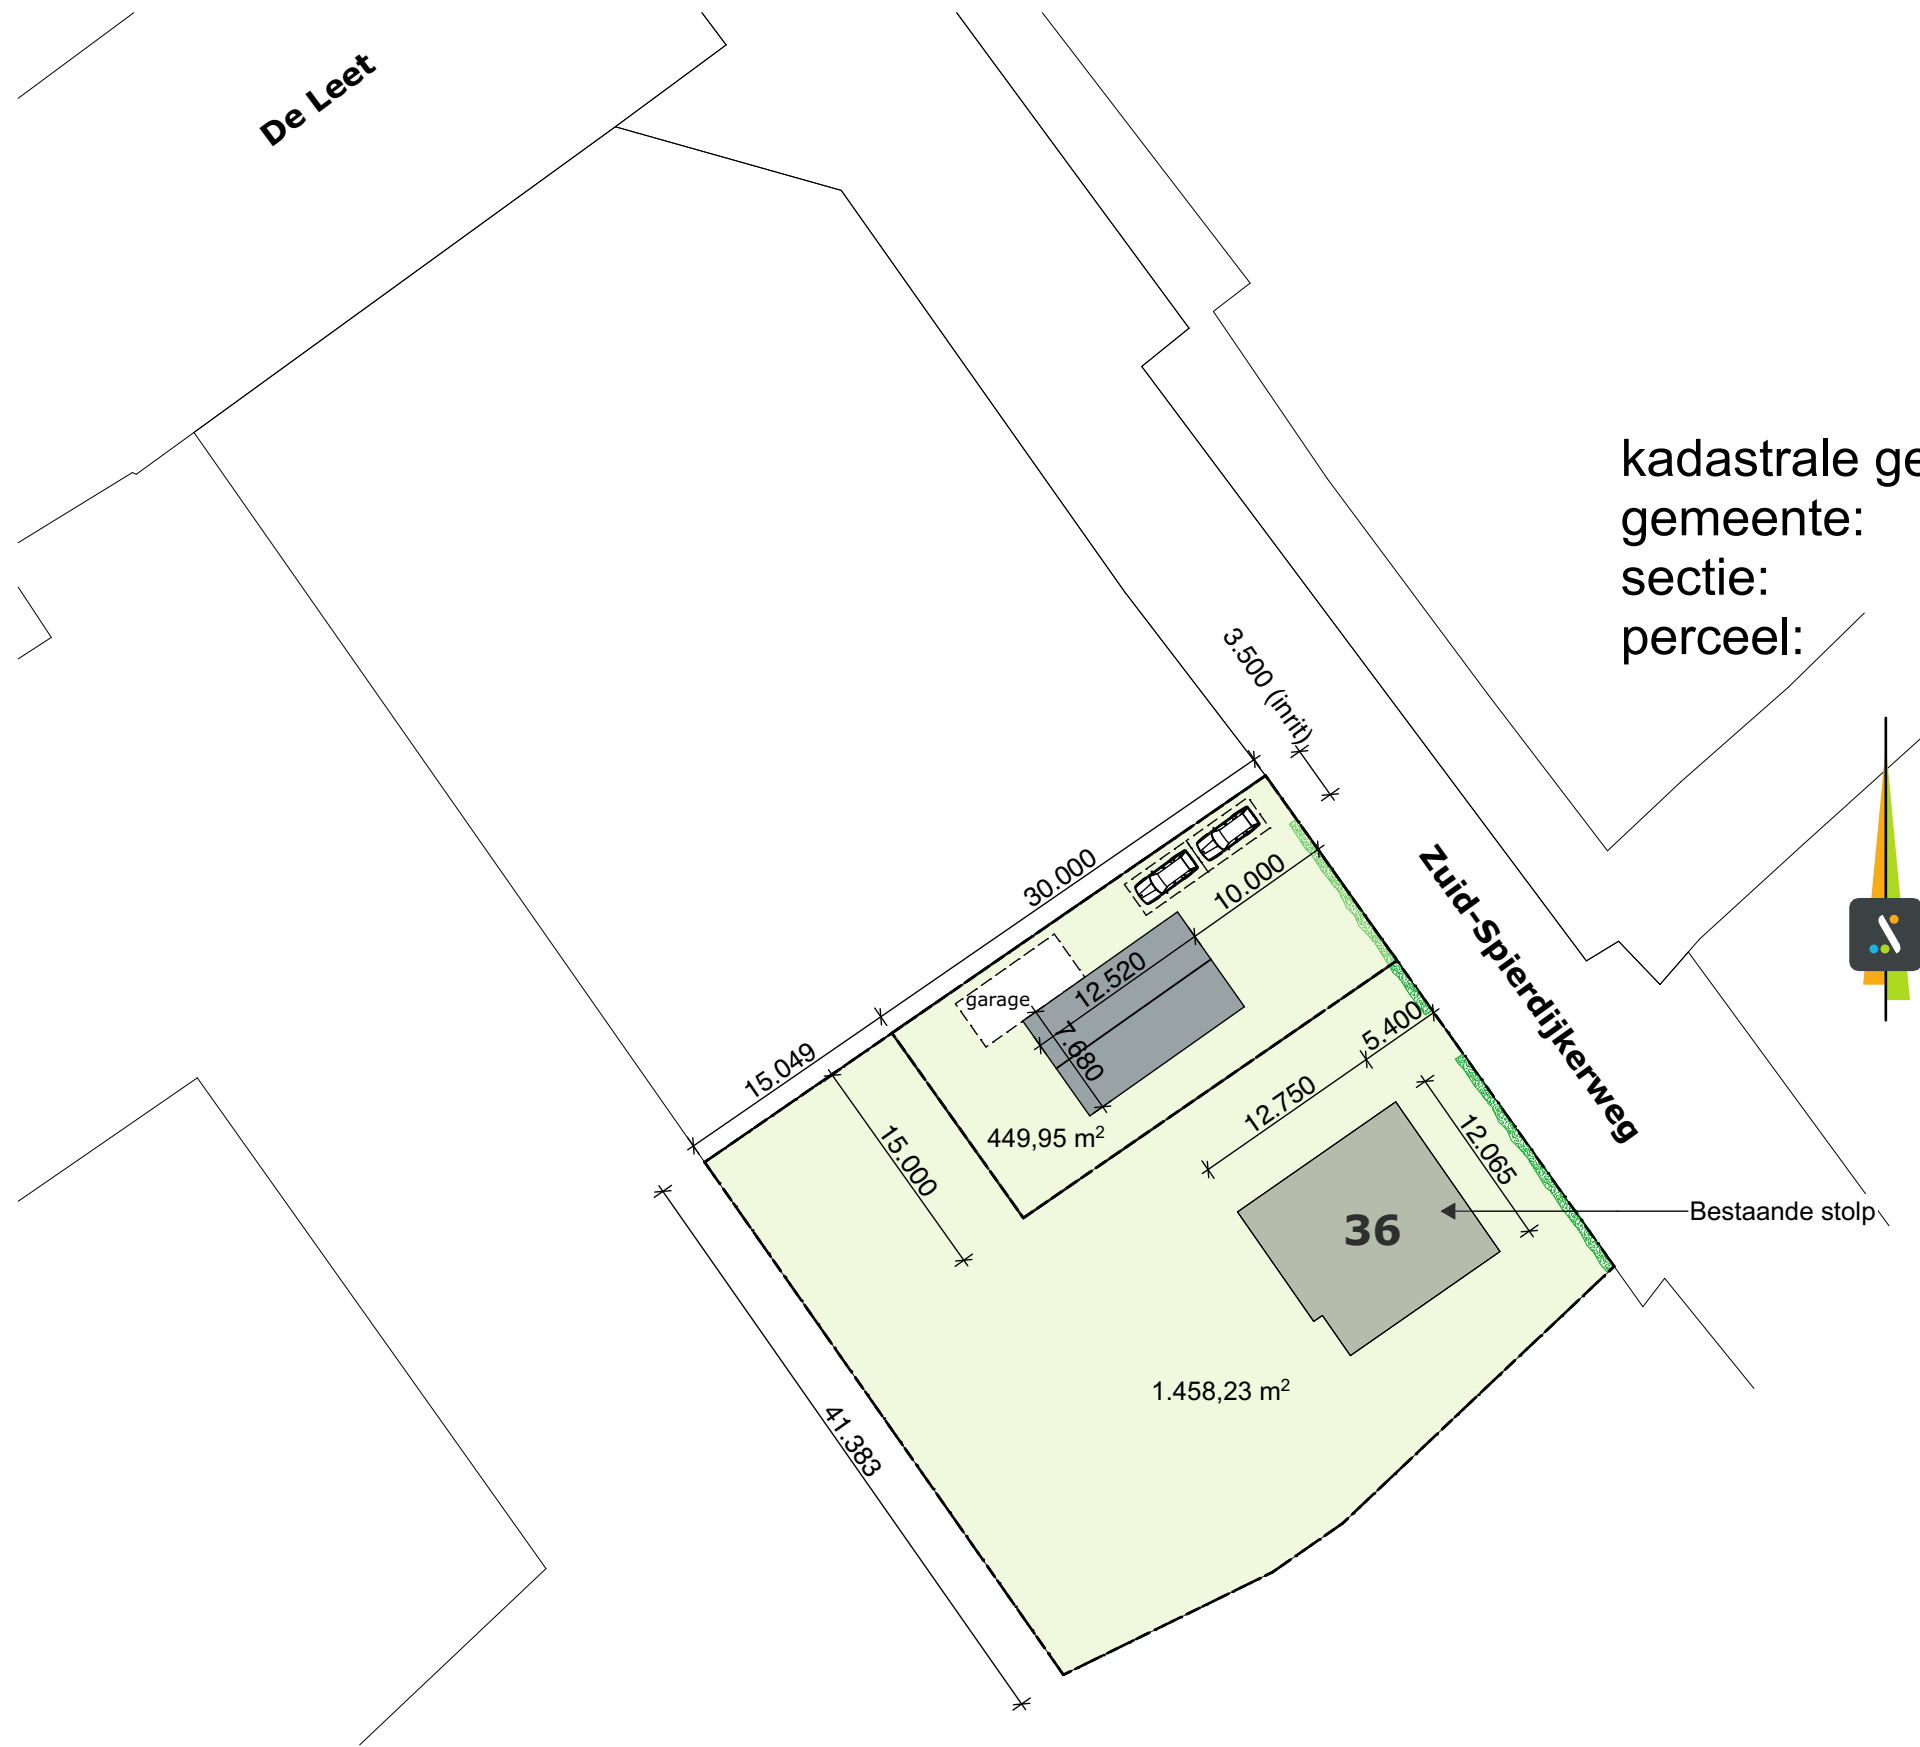 De Leet
kadastrale ge
gemeente:
sectie:
perceel:
3.500 (inrit)
30.000
10.000
Zuid-Spierdijkerweg
12.520
garage
7.680
5.400
15.049
12.750
449,95 m²
15.000
12.065
Bestaande stolp
36
1.458,23 m²
41.383